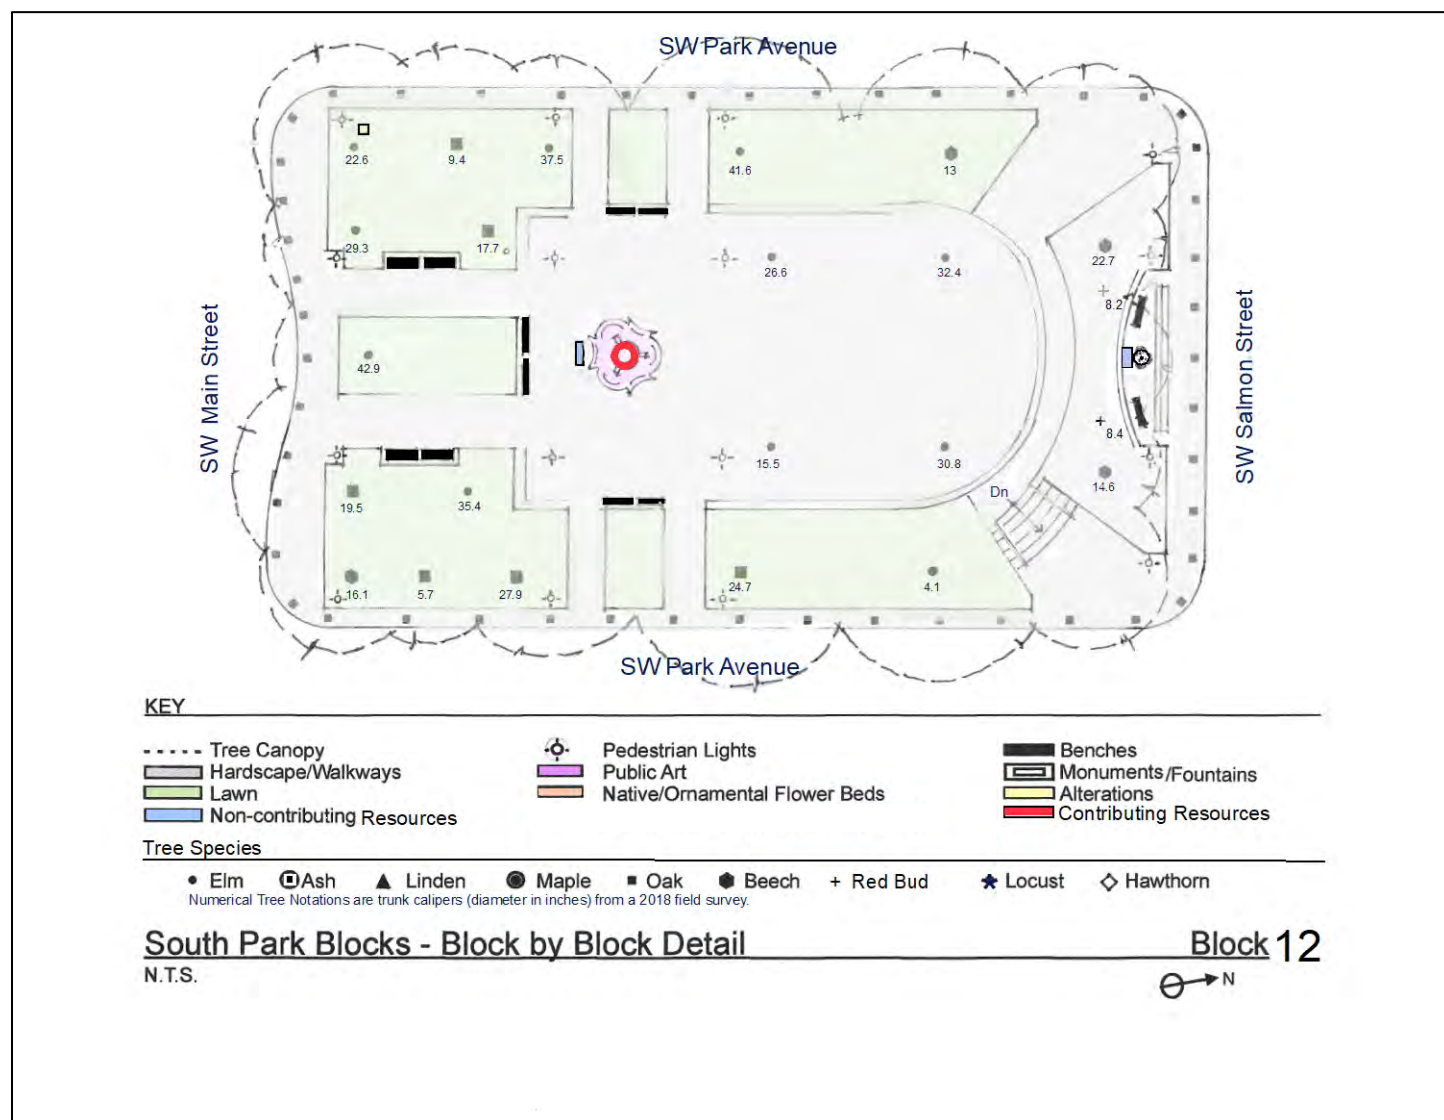 SW Park Avenue
22.6
9.4
37.5
41.6
13
29.3
17.7
22.7
26.6
32.4
8.2
SW Main Street
42.9
SW Salmon Street
8.4
15.5
30.8
14.6
Dn
19.5
35.4
16.1
5.7
27.9
24.7
4.1
SW Park Avenue
KEY
Tree Canopy
Pedestrian Lights
Benches
Hardscape/Walkways
Public Art
Monuments/Fountains
Lawn
Native/Ornamental Flower Beds
Alterations
Non-contributing Resources
Contributing Resources
Tree Species
Elm
Ash
Linden
Maple
Oak
Beech
Red Bud
Locust
Hawthorn
Numerical Tree Notations are trunk calipers (diameter in inches) from a 2018 field survey.
South Park Blocks - Block by Block Detail
Block 12
N.T.S.
N